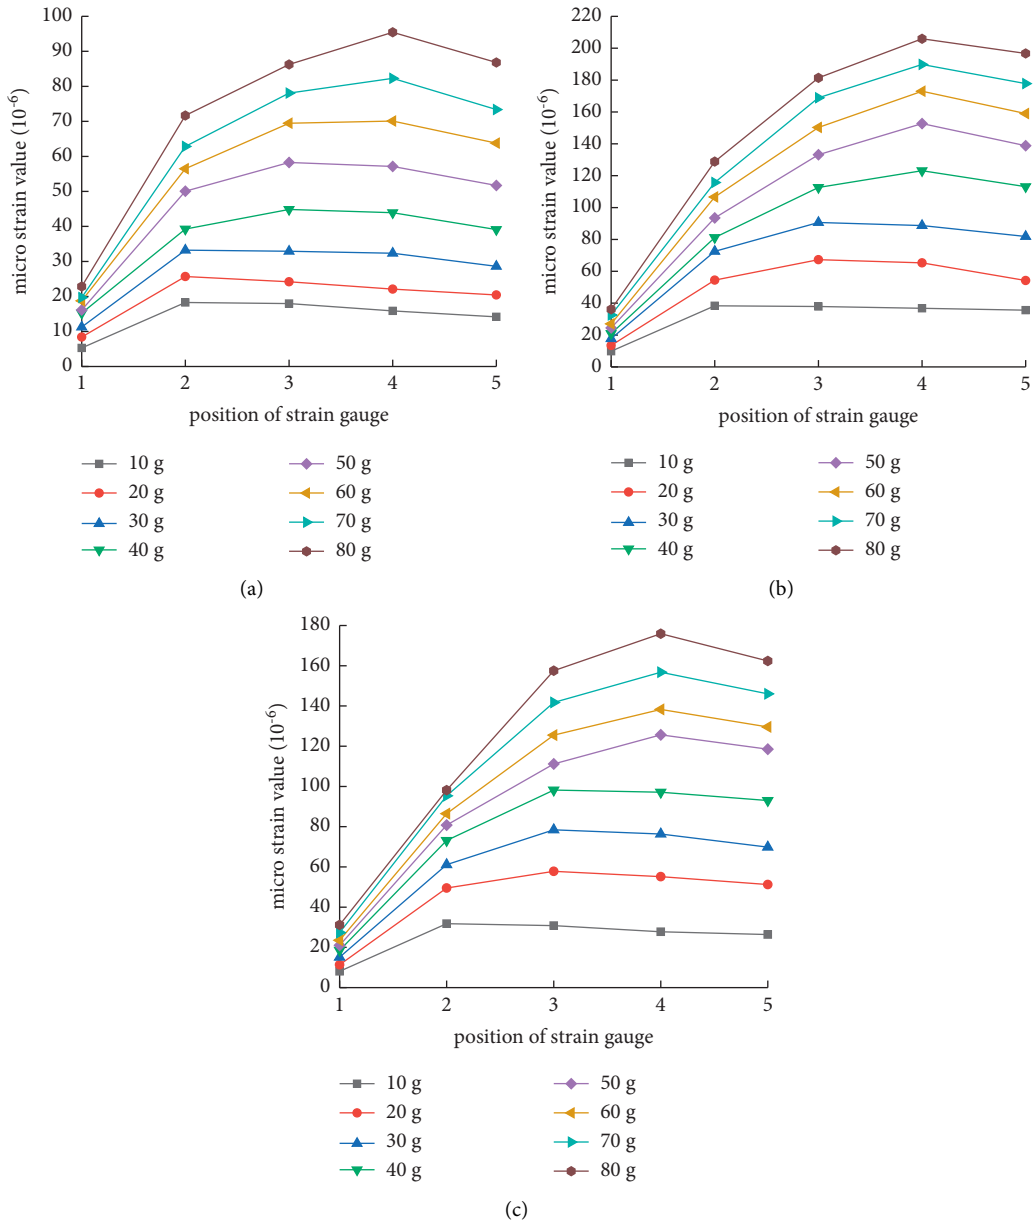 100
90
80
70
60
50
40
30
20
10
0
micro strain value (10-6)
1 2 3 4 5
position of strain gauge
10 g 50 g
20 g 60 g
30 g 70 g
40 g 80 g
(a)
220
200
180
160
140
120
100
80
60
40
20
0
micro strain value (10-6)
1 2 3 4 5
position of strain gauge
10 g 50 g
20 g 60 g
30 g 70 g
40 g 80 g
(b)
180
160
140
120
100
80
60
40
20
0
micro strain value (10-6)
1 2 3 4 5
position of strain gauge
10 g 50 g
20 g 60 g
30 g 70 g
40 g 80 g
(c)